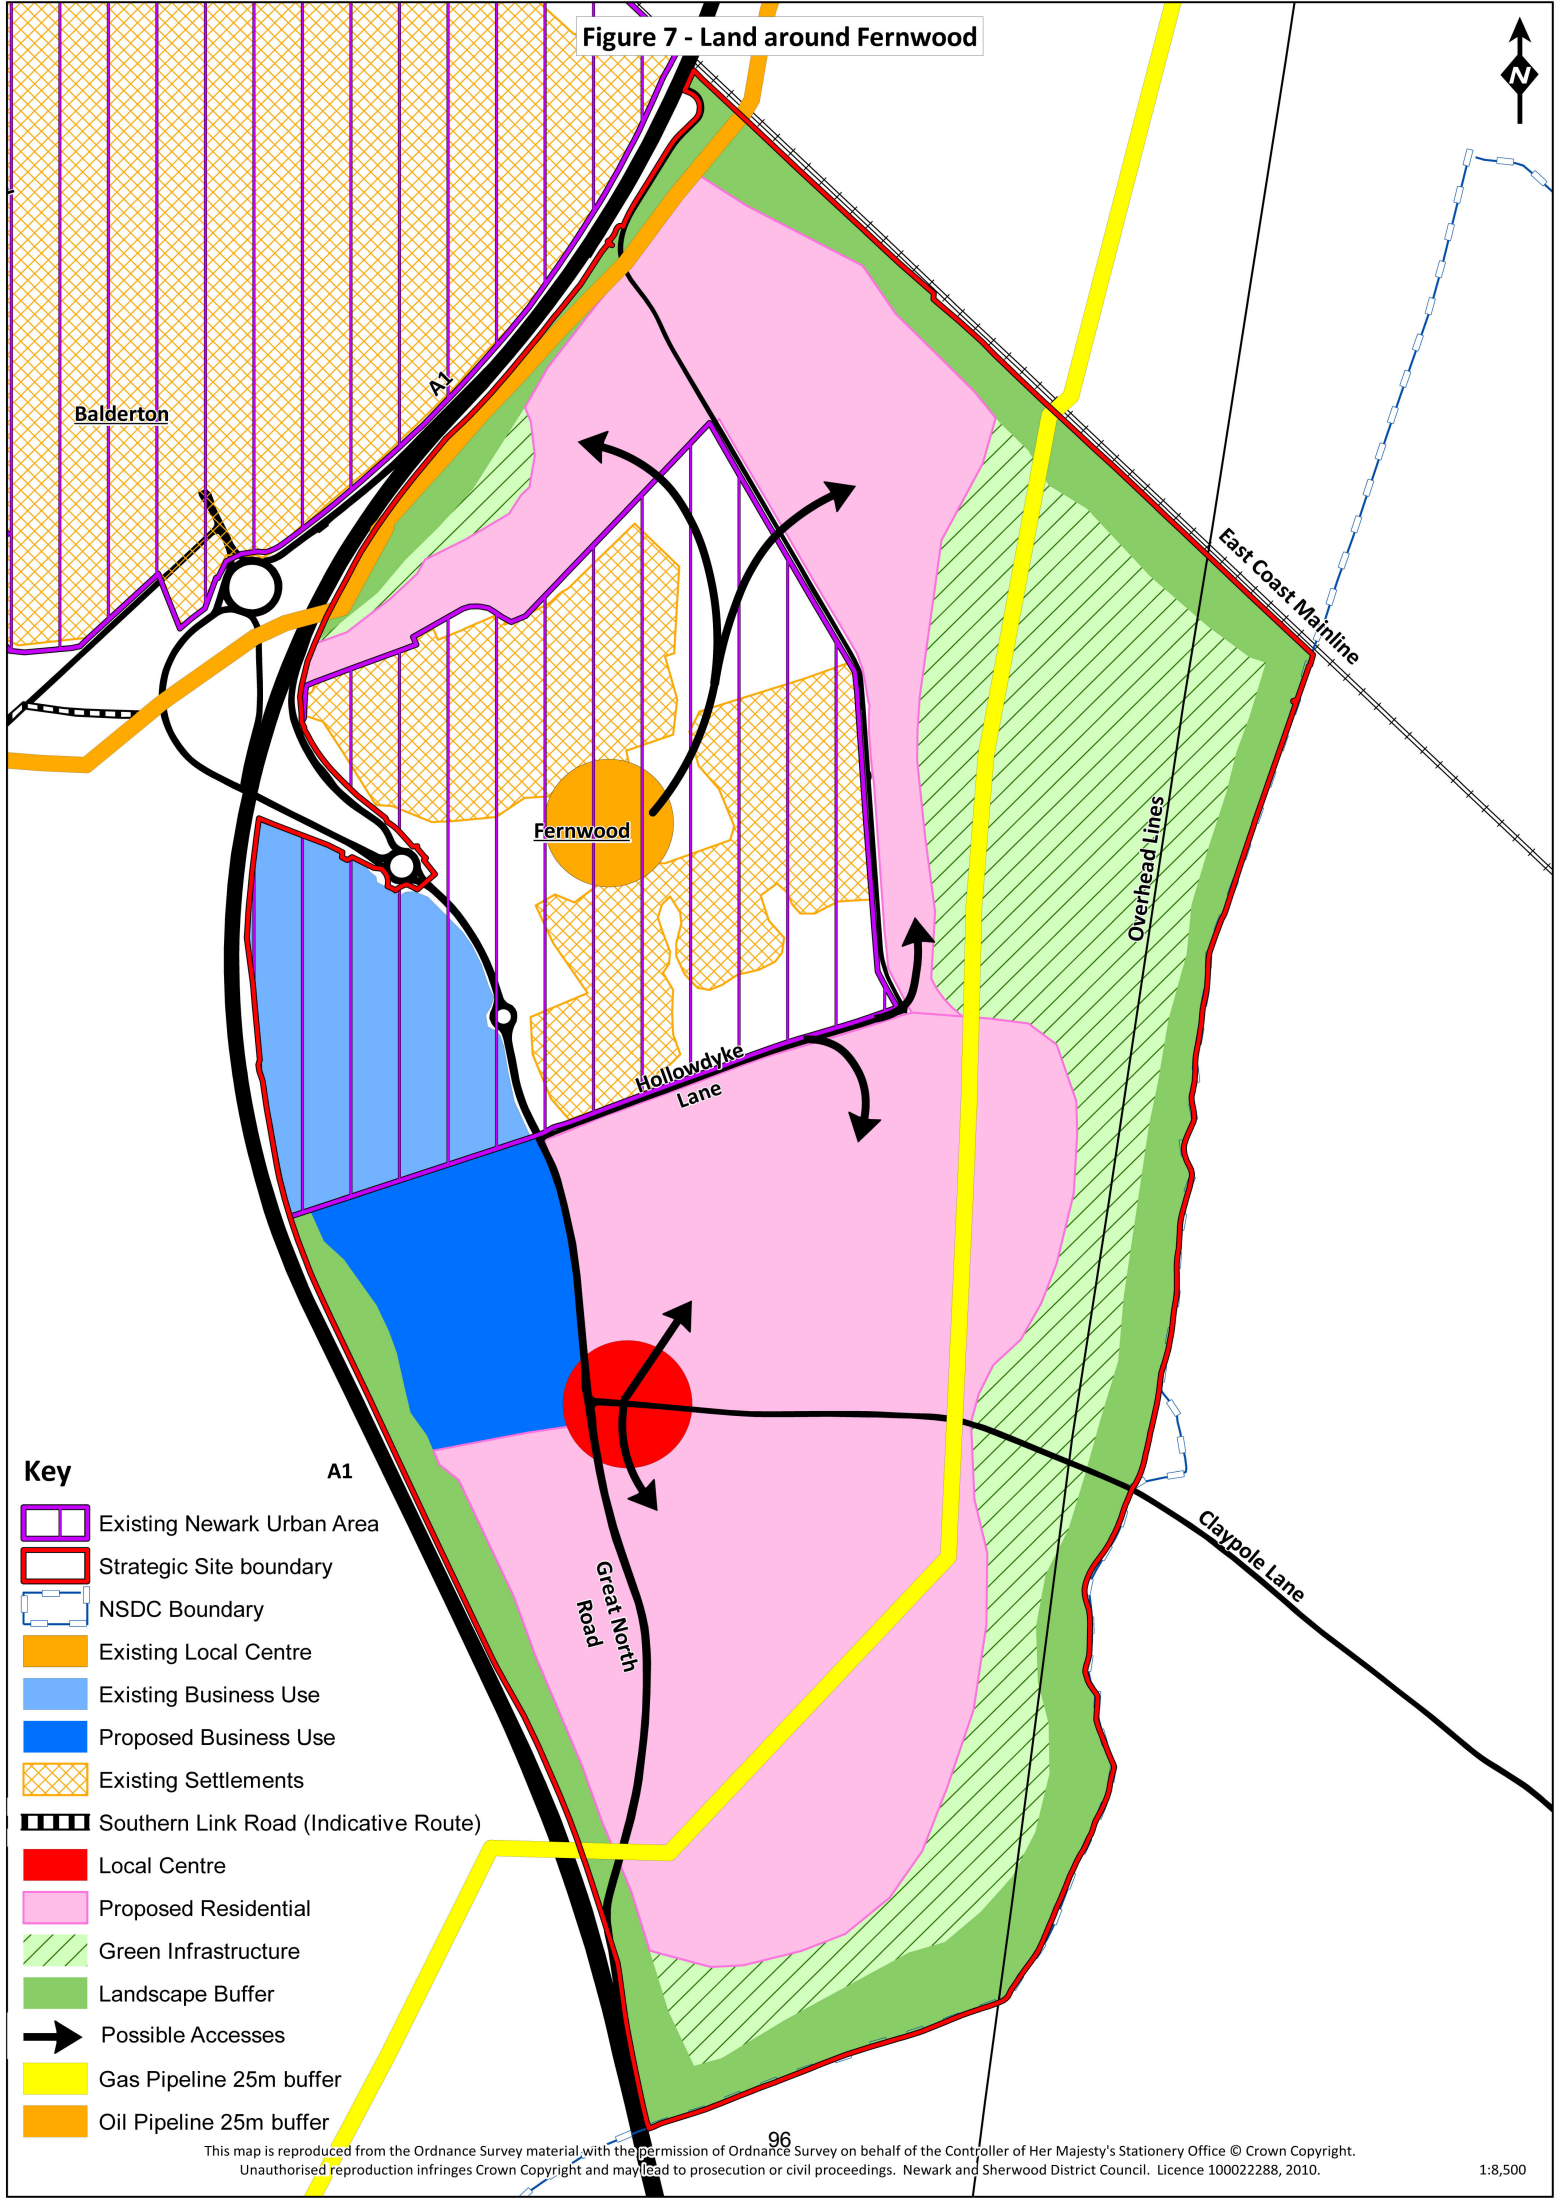 Figure 7 - Land around Fernwood
N
A1
Balderton
East Coast Mainline
Overhead Lines
Fernwood
Hollowdyke
Lane
Great North
Road
Claypole Lane
A1
Key
Existing Newark Urban Area
Strategic Site boundary
NSDC Boundary
Existing Local Centre
Existing Business Use
Proposed Business Use
Existing Settlements
Southern Link Road (Indicative Route)
Local Centre
Proposed Residential
Green Infrastructure
Landscape Buffer
Possible Accesses
Gas Pipeline 25m buffer
Oil Pipeline 25m buffer
96
This map is reproduced from the Ordnance Survey material with the permission of Ordnance Survey on behalf of the Controller of Her Majesty's Stationery Office © Crown Copyright.
Unauthorised reproduction infringes Crown Copyright and may lead to prosecution or civil proceedings. Newark and Sherwood District Council. Licence 100022288, 2010.
1:8,500